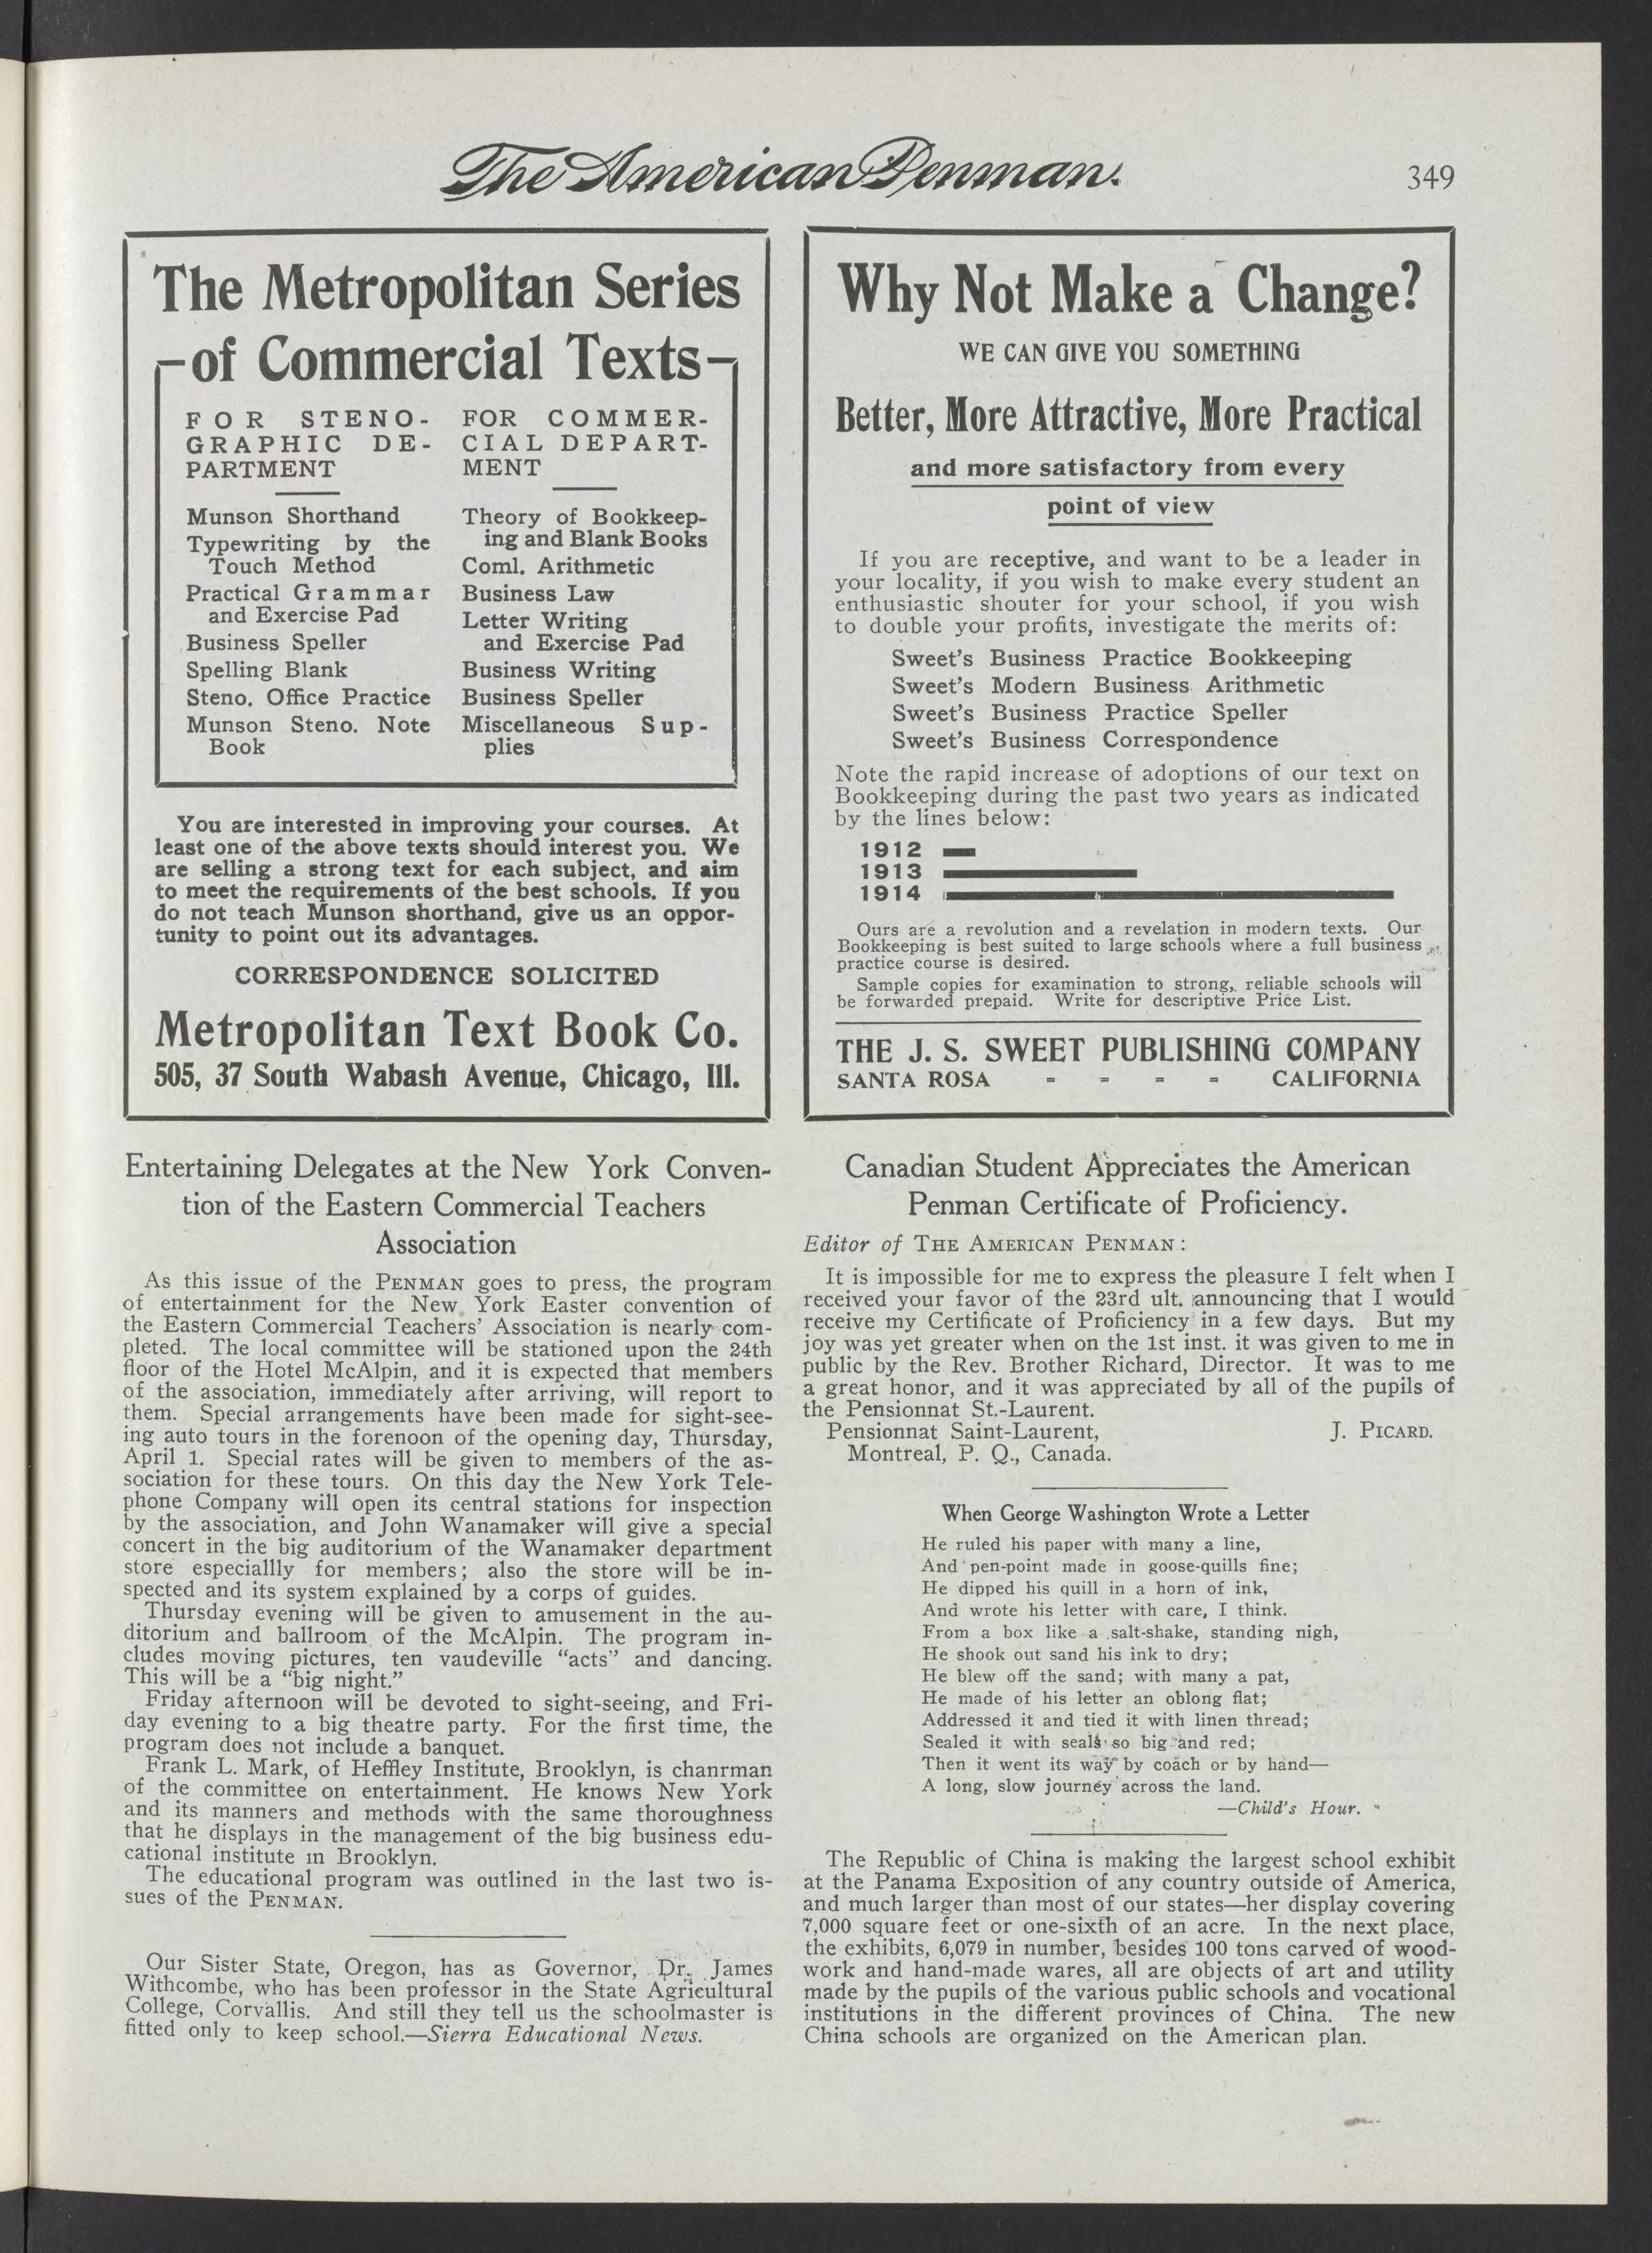 The American Penman.
349
The Metropolitan Series
-of Commercial Texts-
FOR STENO-
GRAPHIC DE-
PARTMENT
Munson Shorthand
Typewriting by the
Touch Method
Practical Grammar
and Exercise Pad
Business Speller
Spelling Blank
Steno. Office Practice
Munson Steno. Note
Book
FOR COMMER-
CIAL DEPART-
MENT
Theory of Bookkeep-
ing and Blank Books
Coml. Arithmetic
Business Law
Letter Writing
and Exercise Pad
Business Writing
Business Speller
Miscellaneous Sup-
plies
You are interested in improving your courses. At
least one of the above texts should interest you. We
are selling a strong text for each subject, and aim
to meet the requirements of the best schools. If you
do not teach Munson shorthand, give us an oppor-
tunity to point out its advantages.
CORRESPONDENCE SOLICITED
Metropolitan Text Book Co.
505, 37 South Wabash Avenue, Chicago, Ill.
Why Not Make a Change?
WE CAN GIVE YOU SOMETHING
Better, More Attractive, More Practical
and more satisfactory from every
point of view
If you are receptive, and want to be a leader in
your locality, if you wish to make every student an
enthusiastic shouter for your school, if you wish
to double your profits, investigate the merits of:
Sweet's Business Practice Bookkeeping
Sweet's Modern Business Arithmetic
Sweet's Business Practice Speller
Sweet's Business Correspondence
Note the rapid increase of adoptions of our text on
Bookkeeping during the past two years as indicated
by the lines below:
1912
1913
1914
Ours are a revolution and a revelation in modern texts. Our
Bookkeeping is best suited to large schools where a full business
practice course is desired.
Sample copies for examination to strong, reliable schools will
be forwarded prepaid. Write for descriptive Price List.
THE J. S. SWEET PUBLISHING COMPANY
SANTA ROSA - - - - CALIFORNIA
Entertaining Delegates at the New York Conven-
tion of the Eastern Commercial Teachers
Association
As this issue of the PENMAN goes to press, the program
of entertainment for the New York Easter convention of
the Eastern Commercial Teachers' Association is nearly com-
pleted. The local committee will be stationed upon the 24th
floor of the Hotel McAlpin, and it is expected that members
of the association, immediately after arriving, will report to
them. Special arrangements have been made for sight-see-
ing auto tours in the forenoon of the opening day, Thursday,
April 1. Special rates will be given to members of the as-
sociation for these tours. On this day the New York Tele-
phone Company will open its central stations for inspection
by the association, and John Wanamaker will give a special
concert in the big auditorium of the Wanamaker department
store especiallly for members; also the store will be in-
spected and its system explained by a corps of guides.
Thursday evening will be given to amusement in the au-
ditorium and ballroom of the McAlpin. The program in-
cludes moving pictures, ten vaudeville "acts" and dancing.
This will be a "big night."
Friday afternoon will be devoted to sight-seeing, and Fri-
day evening to a big theatre party. For the first time, the
program does not include a banquet.
Frank L. Mark, of Heffley Institute, Brooklyn, is chanrman
of the committee on entertainment. He knows New York
and its manners and methods with the same thoroughness
that he displays in the management of the big business edu-
cational institute in Brooklyn.
The educational program was outlined in the last two is-
sues of the PENMAN.
Our Sister State, Oregon, has as Governor, Dr. James
Withcombe, who has been professor in the State Agricultural
College, Corvallis. And still they tell us the schoolmaster is
fitted only to keep school.—Sierra Educational News.
Canadian Student Appreciates the American
Penman Certificate of Proficiency.
Editor of THE AMERICAN PENMAN:
It is impossible for me to express the pleasure I felt when I
received your favor of the 23rd ult. announcing that I would
receive my Certificate of Proficiency in a few days. But my
joy was yet greater when on the 1st inst. it was given to me in
public by the Rev. Brother Richard, Director. It was to me
a great honor, and it was appreciated by all of the pupils of
the Pensionnat St.-Laurent.
Pensionnat Saint-Laurent, J. PICARD.
Montreal, P. Q., Canada.
When George Washington Wrote a Letter
He ruled his paper with many a line,
And pen-point made in goose-quills fine;
He dipped his quill in a horn of ink,
And wrote his letter with care, I think.
From a box like a salt-shake, standing nigh,
He shook out sand his ink to dry;
He blew off the sand; with many a pat,
He made of his letter an oblong flat;
Addressed it and tied it with linen thread;
Sealed it with seals so big and red;
Then it went its way by coach or by hand—
A long, slow journey across the land.
—Child's Hour.
The Republic of China is making the largest school exhibit
at the Panama Exposition of any country outside of America,
and much larger than most of our states—her display covering
7,000 square feet or one-sixth of an acre. In the next place,
the exhibits, 6,079 in number, besides 100 tons carved of wood-
work and hand-made wares, all are objects of art and utility
made by the pupils of the various public schools and vocational
institutions in the different provinces of China. The new
China schools are organized on the American plan.